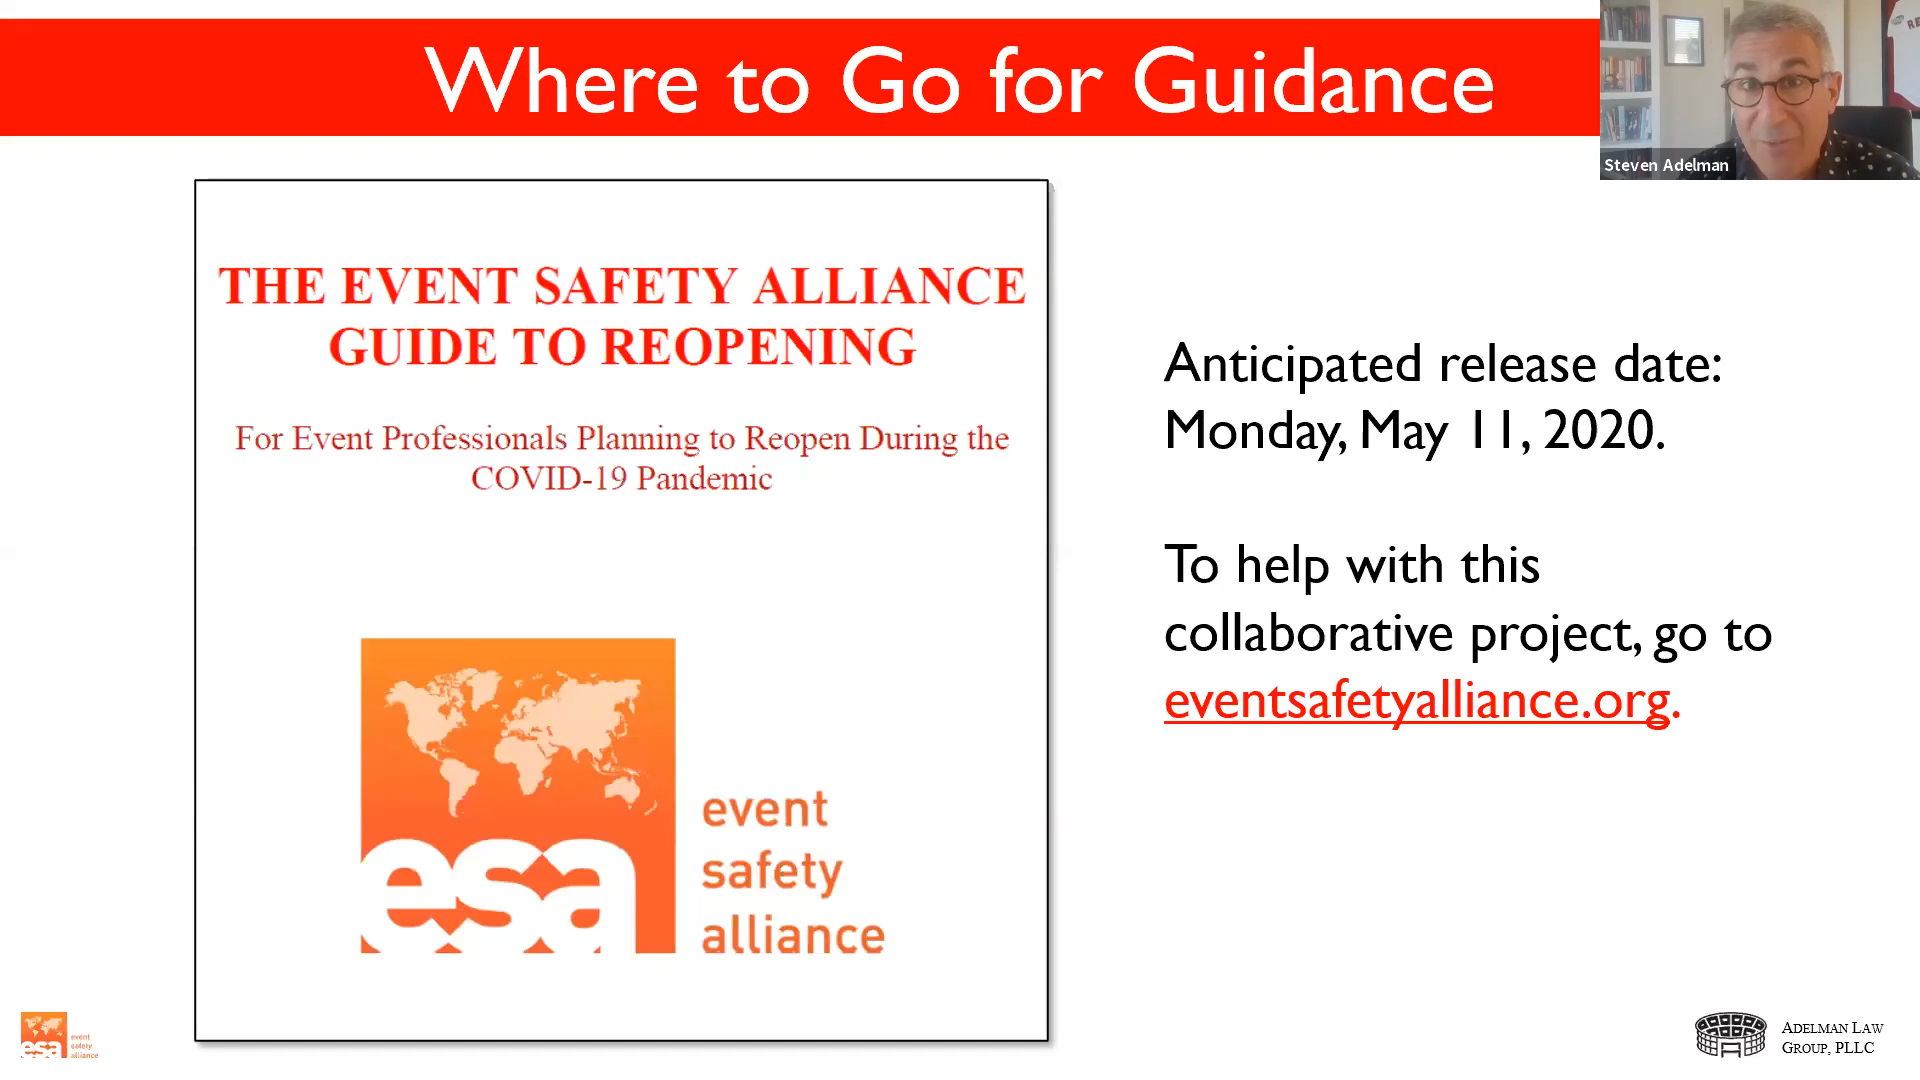 Where to Go for Guidance
Steven Adelman
THE EVENT SAFETY ALLIANCE
GUIDE TO REOPENING
For Event Professionals Planning to Reopen During the
COVID-19 Pandemic
esa
event
safety
alliance
Anticipated release date:
Monday, May 11, 2020.
To help with this
collaborative project, go to
eventsafetyalliance.org.
esa
event
safety
alliance
ADELMAN LAW
GROUP, PLLC